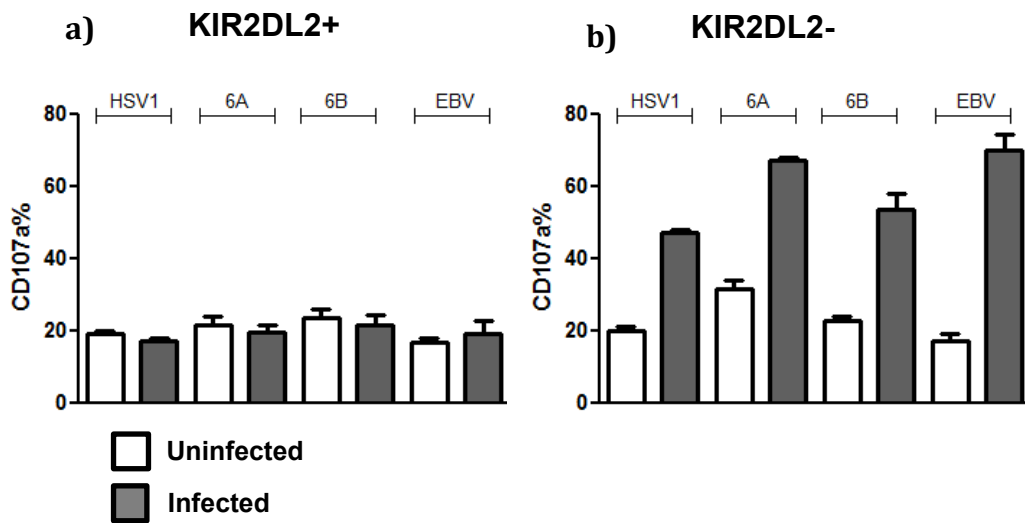 a) KIR2DL2+
HSV1 6A 6B EBV
80
60
40
20
0
CD107a%
b) KIR2DL2-
HSV1 6A 6B EBV
80
60
40
20
0
CD107a%
Uninfected
Infected